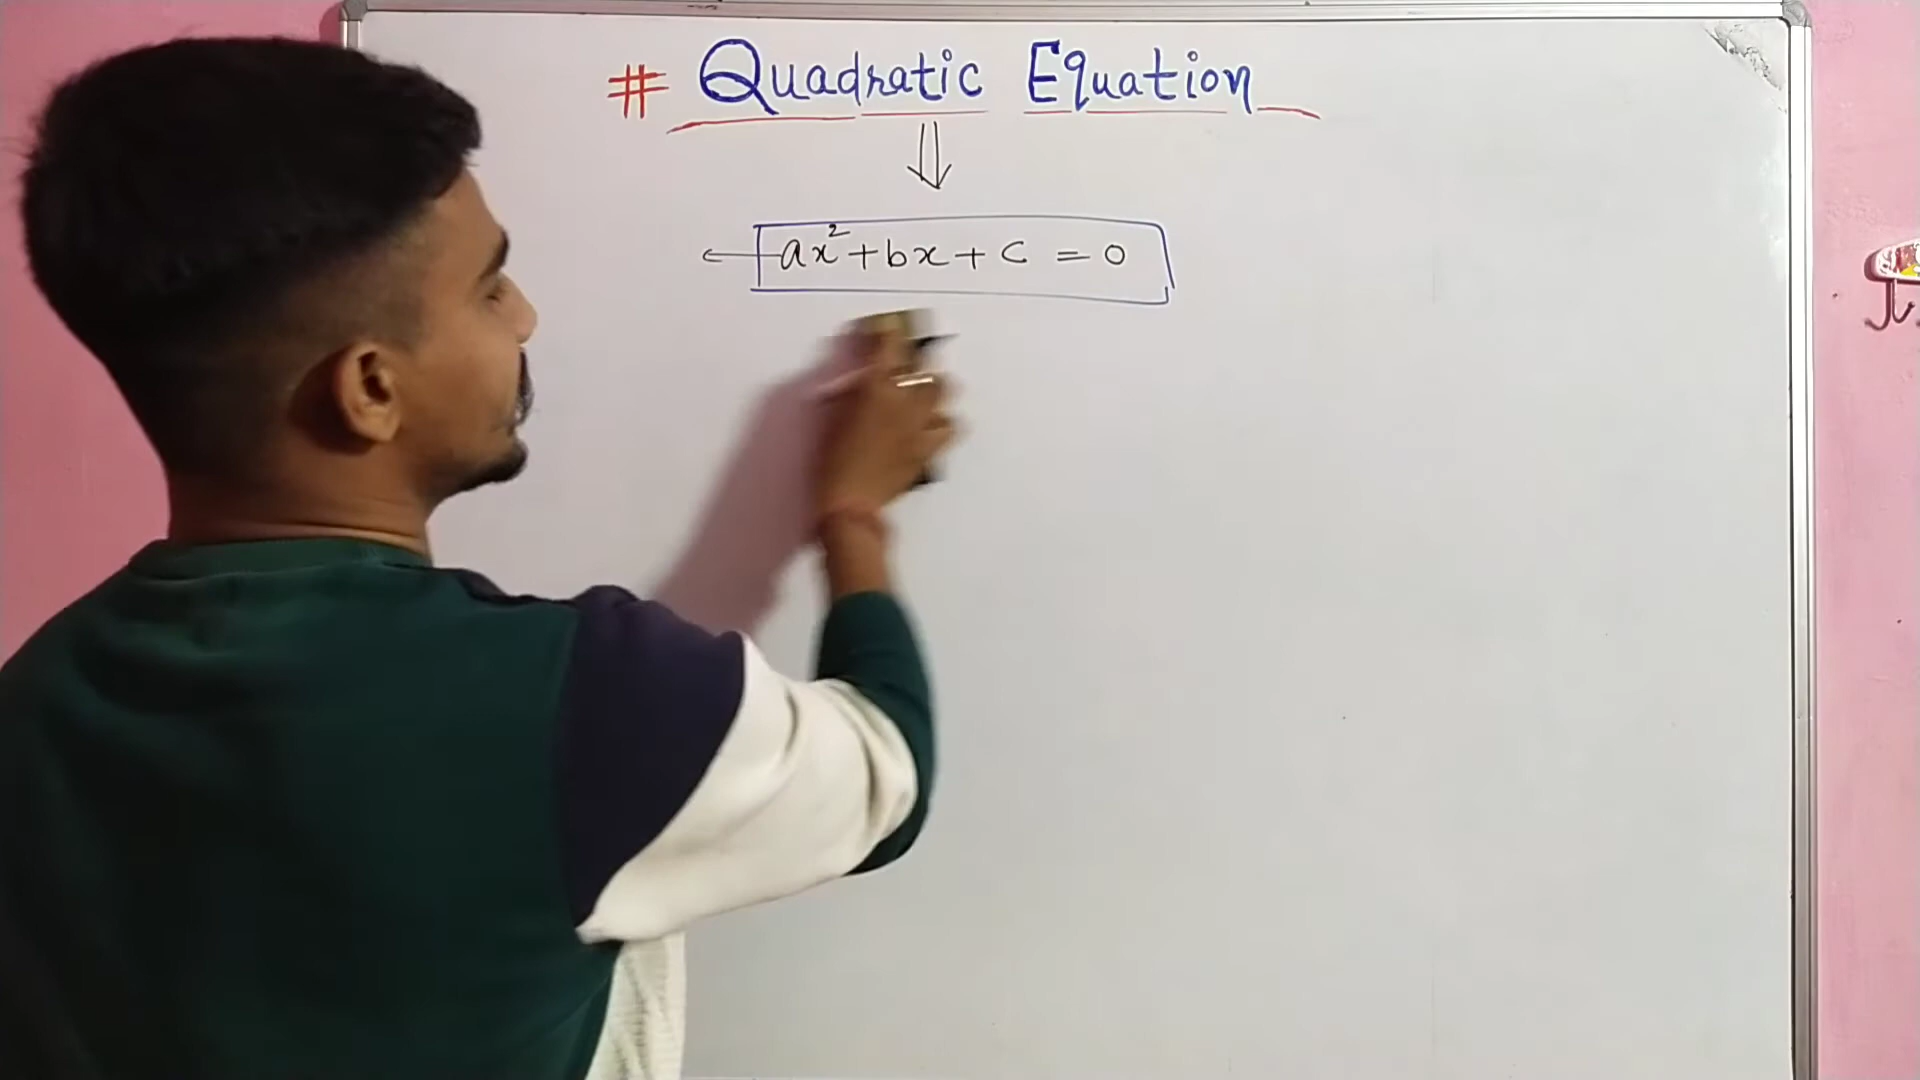 # Quadratic Equation
ax²+bx+c = 0